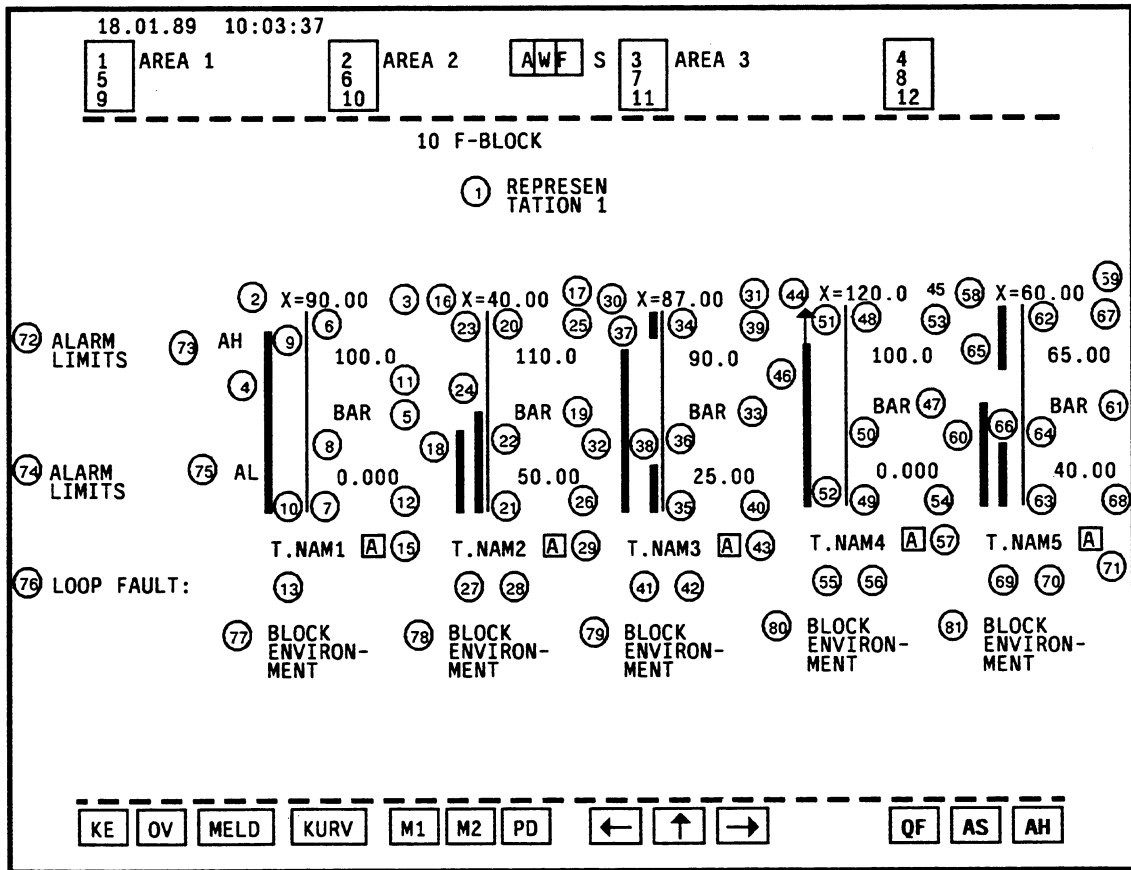 18.01.89 10:03:37
1 AREA 1 2 AREA 2 A W F S 3 AREA 3 4
5 6 7 8
9 10 11 12
10 F-BLOCK
1 REPRESEN
TATION 1
59
2 X=90.00 3 16 X=40.00 17 30 X=87.00 31 44 X=120.0 45 58 X=60.00
72 ALARM 73 AH 9 6 23 20 25 37 34 39 51 48 53 62 67
LIMITS 100.0 110.0 90.0 46 100.0 65 65.00
4 11 24
BAR 5 BAR 19 BAR 33 BAR 47 BAR 61
8 18 22 32 38 36 50 60 66 64
74 ALARM 75 AL 0.000 50.00 25.00 0.000 40.00
LIMITS 10 7 12 21 26 35 40 52 49 54 63 68
T.NAM1 A 15 T.NAM2 A 29 T.NAM3 A 43 T.NAM4 A 57 T.NAM5 A
71
76 LOOP FAULT: 13 27 28 41 42 55 56 69 70
77 BLOCK 78 BLOCK 79 BLOCK 80 BLOCK 81 BLOCK
ENVIRON- ENVIRON- ENVIRON- ENVIRON- ENVIRON-
MENT MENT MENT MENT MENT
KE OV MELD KURV M1 M2 PD ← ↑ → QF AS AH